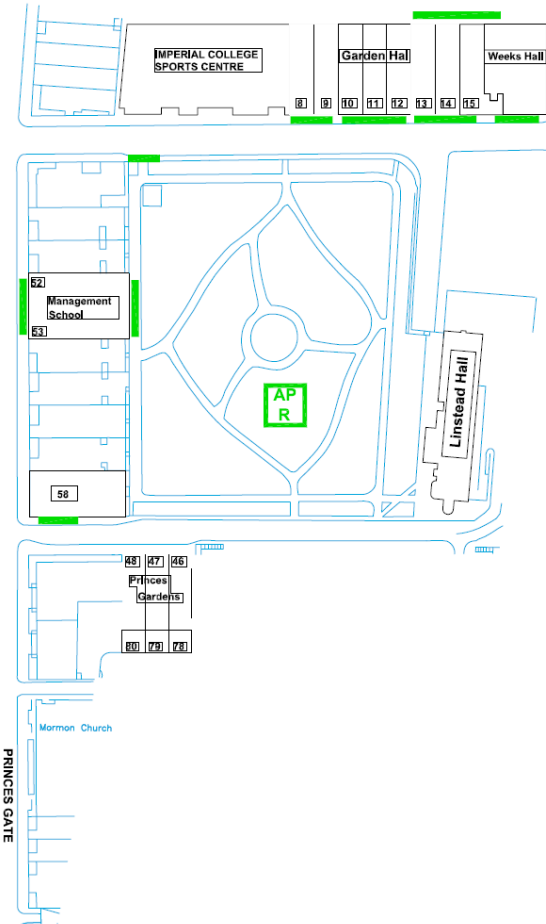 IMPERIAL COLLEGE
SPORTS CENTRE
Garden Hal
Weeks Hall
8
9
10
11
12
13
14
15
52
Management
School
53
AP
R
Linstead Hall
58
48
47
46
Princes
Gardens
80
79
78
Mormon Church
PRINCES GATE